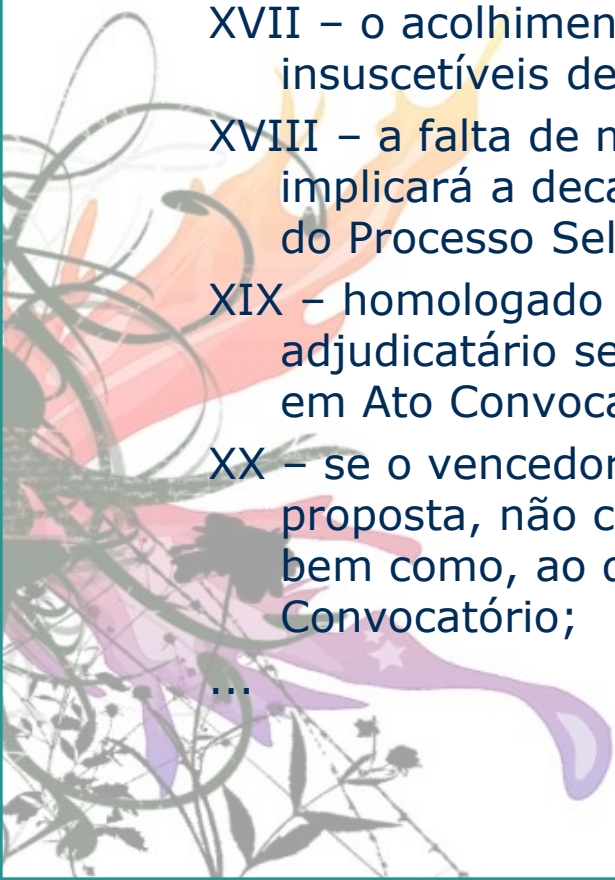 XVII – o acolhimen
insuscetíveis de
XVIII – a falta de
implicará a deca
do Processo Sel
XIX – homologado
adjudicatário se
em Ato Convoca
XX – se o vencedor
proposta, não c
bem como, ao
Convocatório;
...